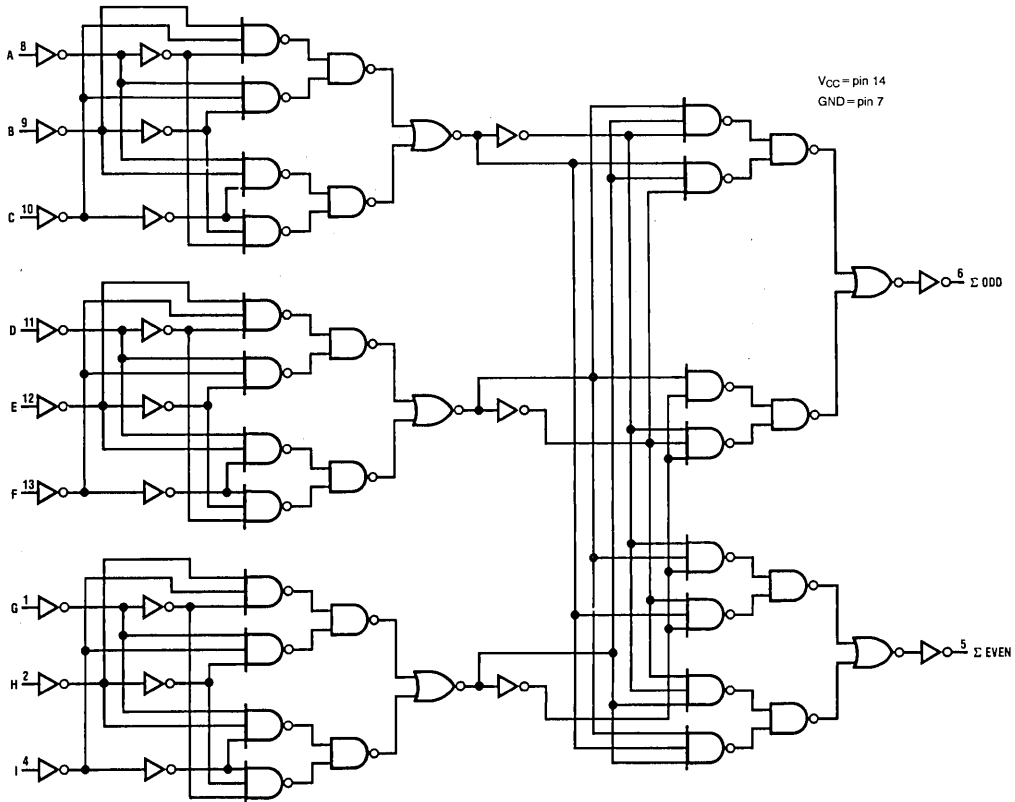 A 8
VCC = pin 14
GND = pin 7
B 9
C 10
6 Σ ODD
D 11
E 12
F 13
G 1
5 Σ EVEN
H 2
I 4